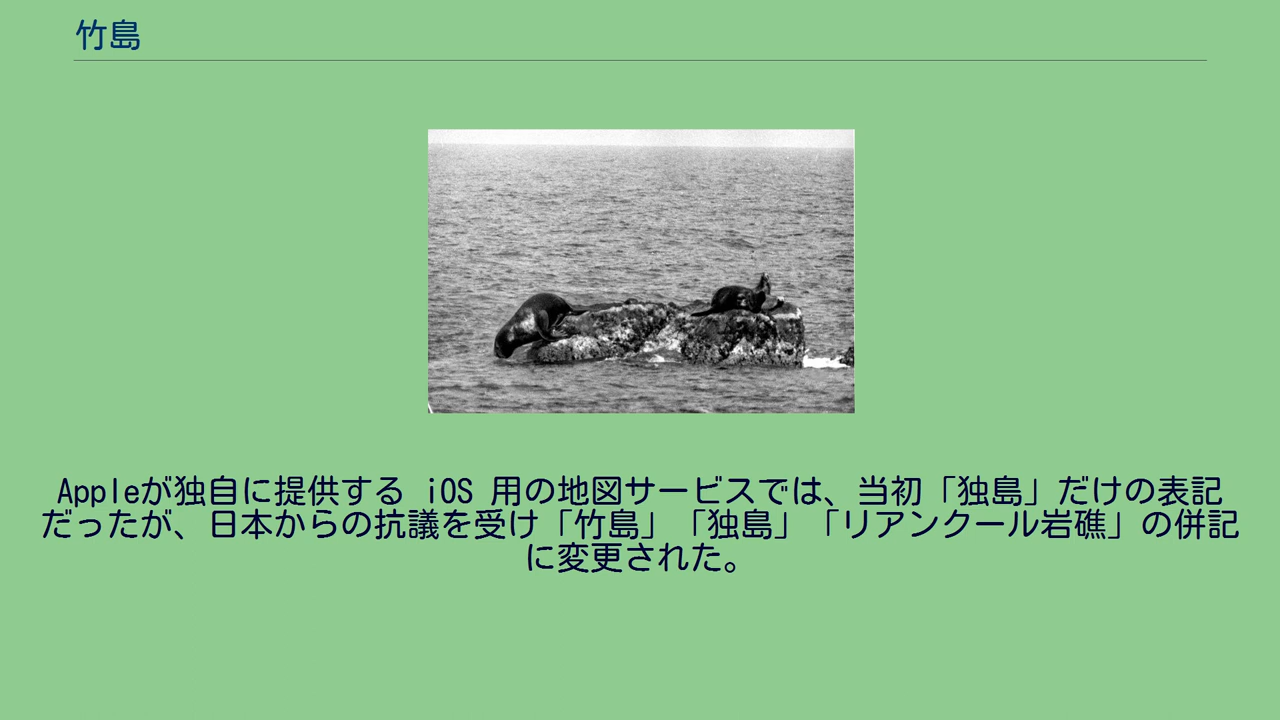 竹島
Appleが独自に提供する iOS 用の地図サービスでは、当初「独島」だけの表記
だったが、日本からの抗議を受け「竹島」「独島」「リアンクール岩礁」の併記
に変更された。